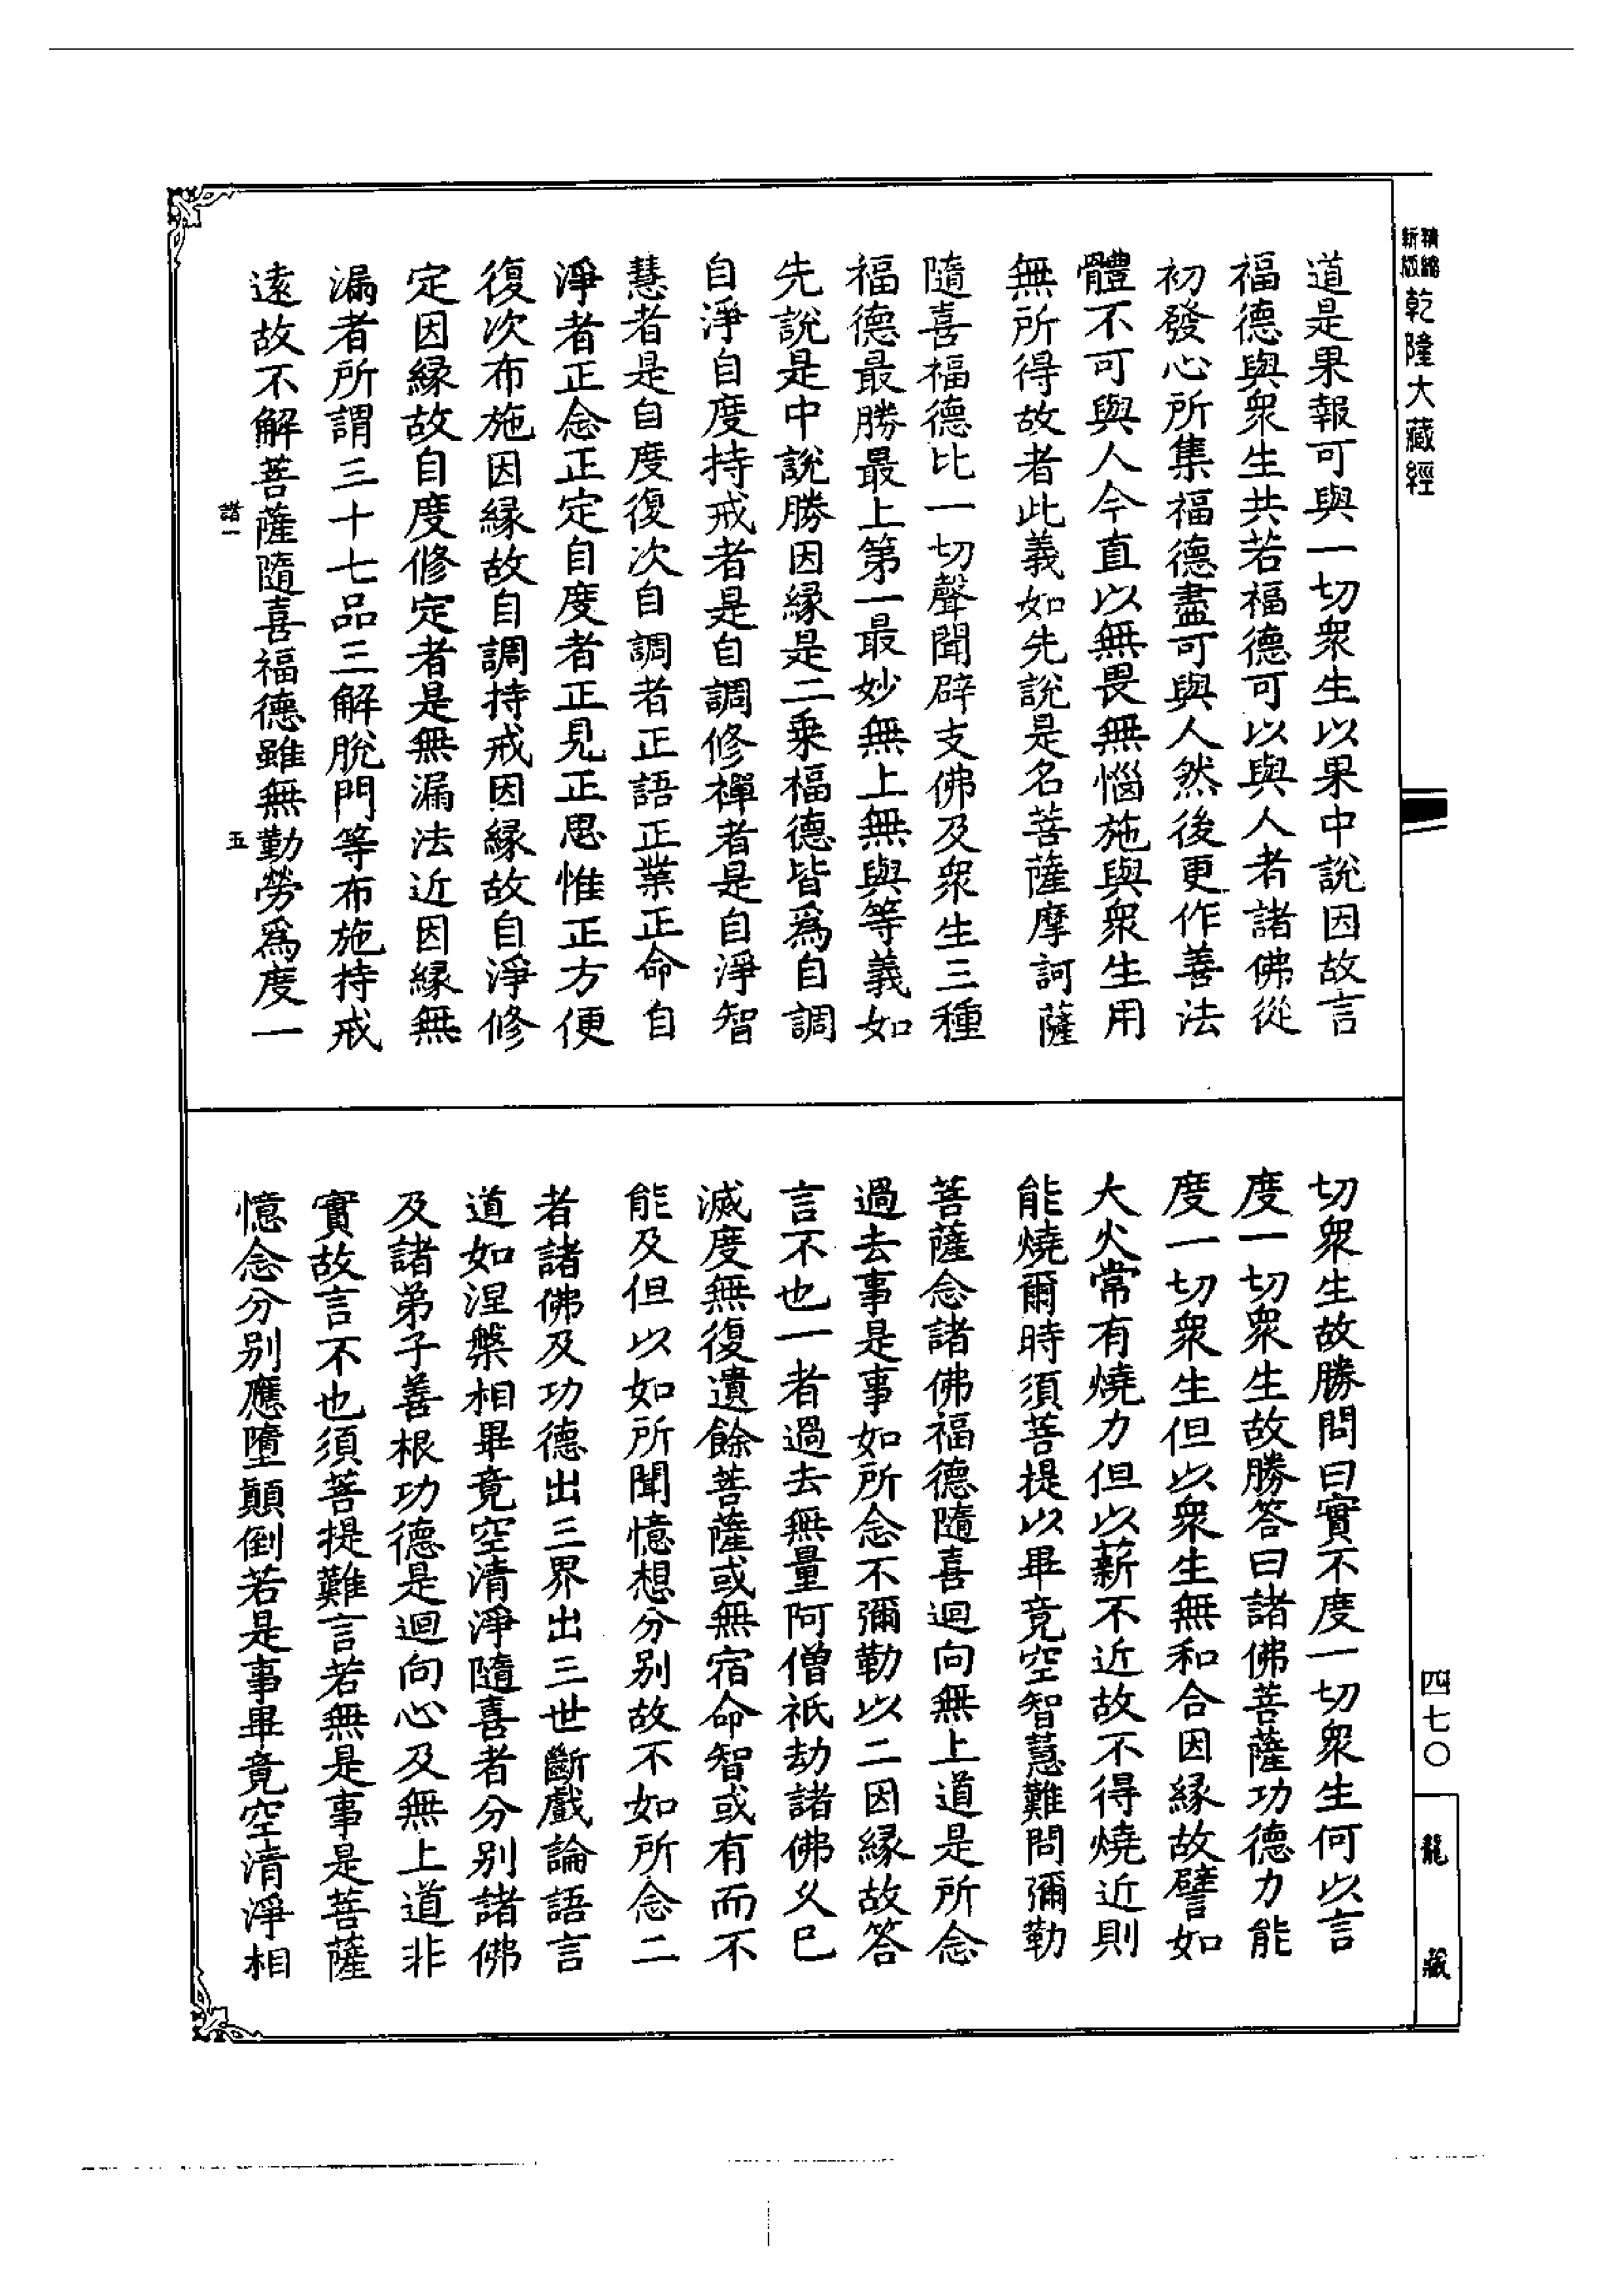 新版
精縮
乾隆大藏經
道是果報可與一切衆生以果中說因故言
福德與衆生共若福德可以與人者諸佛從
初發心所集福德盡可與人然後更作善法
體不可與人今直以無畏無惱施與衆生用
無所得故者此義如先說是名菩薩摩訶薩
隨喜福德比一切聲聞辟支佛及衆生三種
福德最勝最上第一最妙無上無與等義如
先說是中說勝因縁是二乗福德皆爲自調
自淨自度持戒者是自調修禪者是自淨智
慧者是自度復次自調者正語正業正命自
淨者正念正定自度者正見正思惟正方便
復次布施因縁故自調持戒因縁故自淨修
定因縁故自度修定者是無漏法近因縁無
漏者所謂三十七品三解脫門等布施持戒
遠故不解菩薩隨喜福德雖無勤勞爲度一
諸一
五
切衆生故勝問曰實不度一切衆生何以言
度一切衆生故勝答曰諸佛菩薩功德力能
度一切衆生但以衆生無和合因縁故譬如
大火常有燒力但以薪不近故不得燒近則
能燒爾時須菩提以畢竟空智慧難問彌勒
菩薩念諸佛福德隨喜迴向無上道是所念
過去事是事如所念不彌勒以二因縁故答
言不也一者過去無量阿僧祇劫諸佛久已
滅度無復遺餘菩薩或無宿命智或有而不
能及但以如所聞憶想分别故不如所念二
者諸佛及功德出三界出三世斷戲論語言
道如涅槃相畢竟空清淨隨喜者分别諸佛
及諸弟子善根功德是迴向心及無上道非
實故言不也須菩提難言若無是事是菩薩
憶念分别應墮顛倒若是事畢竟空清淨相
四七〇
龍藏